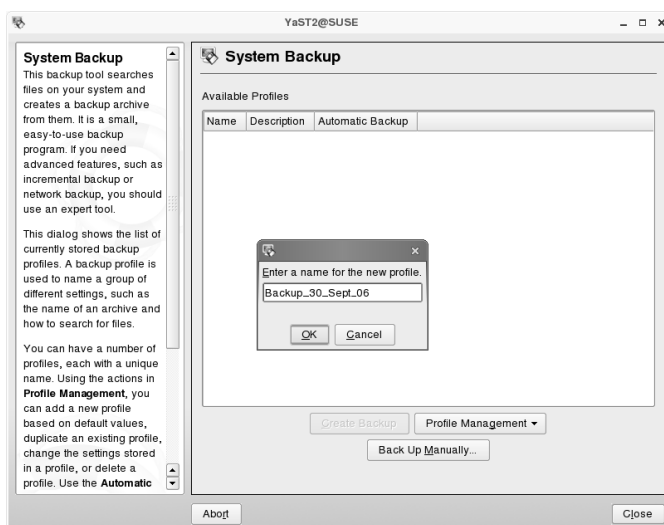 YaST2@SUSE
System Backup
This backup tool searches
files on your system and
creates a backup archive
from them. It is a small,
easy-to-use backup
program. If you need
advanced features, such as
incremental backup or
network backup, you should
use an expert tool.
This dialog shows the list of
currently stored backup
profiles. A backup profile is
used to name a group of
different settings, such as
the name of an archive and
how to search for files.
You can have a number of
profiles, each with a unique
name. Using the actions in
Profile Management, you
can add a new profile
based on default values,
duplicate an existing profile,
change the settings stored
in a profile, or delete a
profile. Use the Automatic
System Backup
Available Profiles
Name Description Automatic Backup
Enter a name for the new profile.
Backup_30_Sept_06
OK Cancel
Create Backup Profile Management
Back Up Manually...
Abort Close